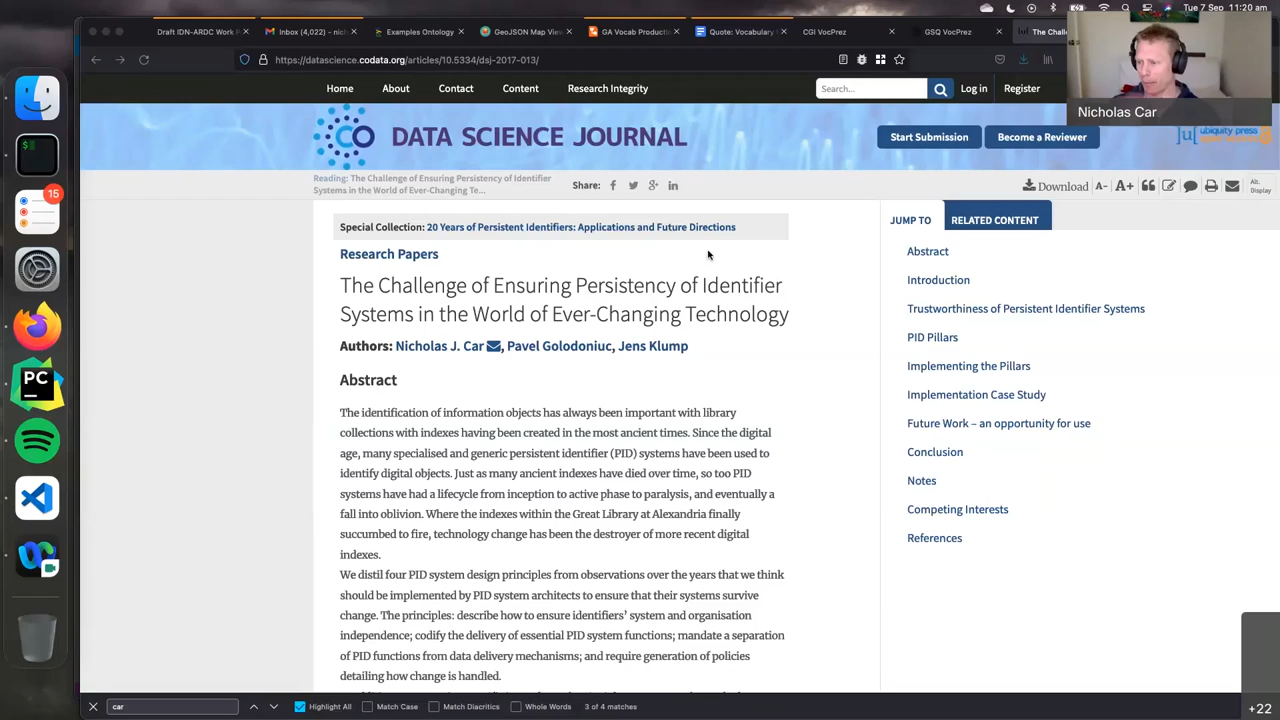 Tue 7 Sep 11:20 am
Draft IDN-ARDC Work P
Inbox (4,022) - nich
Examples Ontology
GeoJSON Map View
GA Vocab Producti
Quote: Vocabulary
CGI VocPrez
GSQ VocPrez
The Challe
https://datascience.codata.org/articles/10.5334/dsj-2017-013/
Nicholas Car
Home
About
Contact
Content
Research Integrity
Search...
Log in
Register
DATA SCIENCE JOURNAL
Start Submission
Become a Reviewer
ubiquity press
Reading: The Challenge of Ensuring Persistency of Identifier
Systems in the World of Ever-Changing Te...
Share:
Download
A-
A+
Alt.
Display
15
PC
Special Collection: 20 Years of Persistent Identifiers: Applications and Future Directions
Research Papers
The Challenge of Ensuring Persistency of Identifier
Systems in the World of Ever-Changing Technology
Authors: Nicholas J. Car , Pavel Golodoniuc, Jens Klump
Abstract
The identification of information objects has always been important with library
collections with indexes having been created in the most ancient times. Since the digital
age, many specialised and generic persistent identifier (PID) systems have been used to
identify digital objects. Just as many ancient indexes have died over time, so too PID
systems have had a lifecycle from inception to active phase to paralysis, and eventually a
fall into oblivion. Where the indexes within the Great Library at Alexandria finally
succumbed to fire, technology change has been the destroyer of more recent digital
indexes.
We distil four PID system design principles from observations over the years that we think
should be implemented by PID system architects to ensure that their systems survive
change. The principles: describe how to ensure identifiers' system and organisation
independence; codify the delivery of essential PID system functions; mandate a separation
of PID functions from data delivery mechanisms; and require generation of policies
detailing how change is handled.
JUMP TO
RELATED CONTENT
Abstract
Introduction
Trustworthiness of Persistent Identifier Systems
PID Pillars
Implementing the Pillars
Implementation Case Study
Future Work – an opportunity for use
Conclusion
Notes
Competing Interests
References
car
Highlight All
Match Case
Match Diacritics
Whole Words
3 of 4 matches
+22